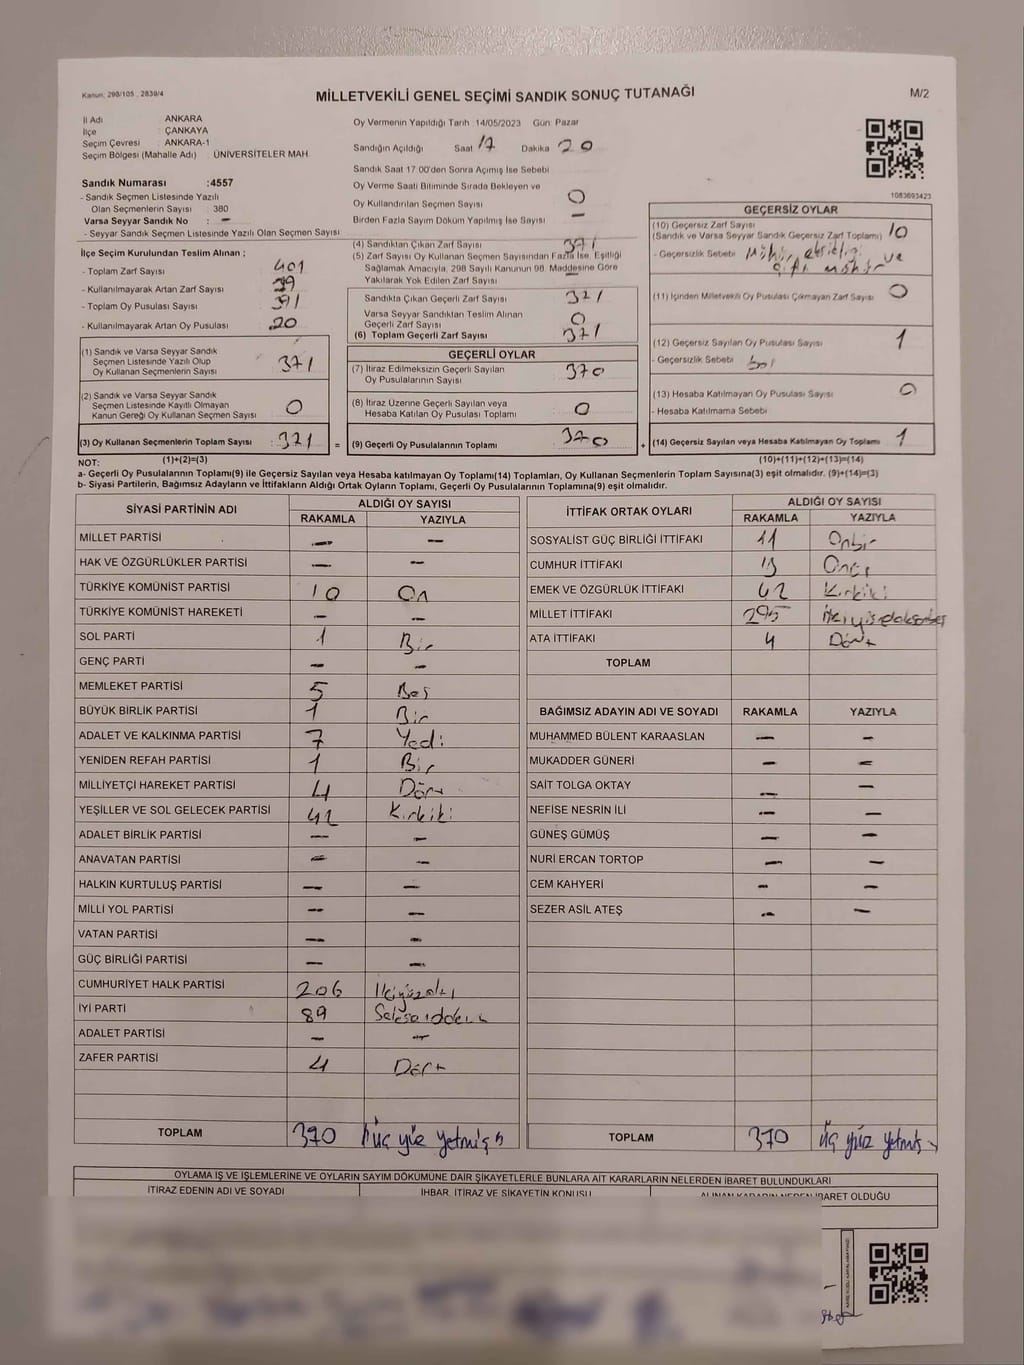 Kanun. 298/105 , 2839/4
MİLLETVEKİLİ GENEL SEÇİMİ SANDIK SONUÇ TUTANAĞI
M/2
İl Adı ANKARA
İlçe ÇANKAYA
Seçim Çevresi ANKARA-1
Seçim Bölgesi (Mahalle Adı) : ÜNİVERSİTELER MAH.
Sandık Numarası :4557
- Sandık Seçmen Listesinde Yazılı
Olan Seçmenlerin Sayısı : 380
Varsa Seyyar Sandık No : –
- Seyyar Sandık Seçmen Listesinde Yazılı Olan Seçmen Sayısı
İlçe Seçim Kurulundan Teslim Alınan ;
- Toplam Zarf Sayısı : 401
- Kullanılmayarak Artan Zarf Sayısı
- Toplam Oy Pusulası Sayısı : 391
- Kullanılmayarak Artan Oy Pusulası : 20
(1) Sandık ve Varsa Seyyar Sandık
Seçmen Listesinde Yazılı Olup
Oy Kullanan Seçmenlerin Sayısı : 371
(2) Sandık ve Varsa Seyyar Sandık
Seçmen Listesinde Kayıtlı Olmayan
Kanun Gereği Oy Kullanan Seçmen Sayısı : 0
(3) Oy Kullanan Seçmenlerin Toplam Sayısı : 371 =
(1)+(2)=(3)
Oy Vermenin Yapıldığı Tarih 14/05/2023 Gün: Pazar
Sandığın Açıldığı Saat 17 Dakika 20
Sandık Saat 17:00'den Sonra Açımış İse Sebebi
Oy Verme Saati Bitiminde Sırada Bekleyen ve
Oy Kullandırılan Seçmen Sayısı : 0
Birden Fazla Sayım Döküm Yapılmış İse Sayısı : –
(4) Sandıktan Çıkan Zarf Sayısı : 371
(5) Zarf Sayısı Oy Kullanan Seçmen Sayısından Fazla İse, Eşitliği
Sağlamak Amacıyla, 298 Sayılı Kanunun 98. Maddesine Göre
Yakılarak Yok Edilen Zarf Sayısı : –
Sandıkta Çıkan Geçerli Zarf Sayısı : 371
Varsa Seyyar Sandıktan Teslim Alınan
Geçerli Zarf Sayısı : 0
(6) Toplam Geçerli Zarf Sayısı : 371
GEÇERLİ OYLAR
(7) İtiraz Edilmeksizin Geçerli Sayılan
Oy Pusulalarının Sayısı : 370
(8) İtiraz Üzerine Geçerli Sayılan veya
Hesaba Katılan Oy Pusulası Toplamı : 0
(9) Geçerli Oy Pusulalarının Toplamı : 370 +
1083693423
GEÇERSİZ OYLAR
(10) Geçersiz Zarf Sayısı
(Sandık ve Varsa Seyyar Sandık Geçersiz Zarf Toplamı) : 10
- Geçersizlik Sebebi : Mühür eksikliği ve
çift mühür
(11) İçinden Milletvekili Oy Pusulası Çıkmayan Zarf Sayısı : 0
(12) Geçersiz Sayılan Oy Pusulası Sayısı : 1
- Geçersizlik Sebebi : boş
(13) Hesaba Katılmayan Oy Pusulası Sayısı : 0
- Hesaba Katılmama Sebebi
(14) Geçersiz Sayılan veya Hesaba Katılmayan Oy Toplamı : 1
(10)+(11)+(12)+(13)=(14)
NOT:
a- Geçerli Oy Pusulalarının Toplamı(9) ile Geçersiz Sayılan veya Hesaba katılmayan Oy Toplamı(14) Toplamları, Oy Kullanan Seçmenlerin Toplam Sayısına(3) eşit olmalıdır. (9)+(14)=(3)
b- Siyasi Partilerin, Bağımsız Adayların ve İttifakların Aldığı Ortak Oyların Toplamı, Geçerli Oy Pusulalarının Toplamına(9) eşit olmalıdır.
SİYASİ PARTİNİN ADI ALDIĞI OY SAYISI
RAKAMLA YAZIYLA
MİLLET PARTİSİ – –
HAK VE ÖZGÜRLÜKLER PARTİSİ – –
TÜRKİYE KOMÜNİST PARTİSİ 10 On
TÜRKİYE KOMÜNİST HAREKETİ – –
SOL PARTİ 1 Bir
GENÇ PARTİ – –
MEMLEKET PARTİSİ 5 Beş
BÜYÜK BİRLİK PARTİSİ 1 Bir
ADALET VE KALKINMA PARTİSİ 7 Yedi
YENİDEN REFAH PARTİSİ 1 Bir
MİLLİYETÇİ HAREKET PARTİSİ 4 Dört
YEŞİLLER VE SOL GELECEK PARTİSİ 42 Kırkiki
ADALET BİRLİK PARTİSİ – –
ANAVATAN PARTİSİ – –
HALKIN KURTULUŞ PARTİSİ – –
MİLLİ YOL PARTİSİ – –
VATAN PARTİSİ – –
GÜÇ BİRLİĞİ PARTİSİ – –
CUMHURİYET HALK PARTİSİ 206 İkiyüzaltı
İYİ PARTİ 89 Seksendokuz
ADALET PARTİSİ – –
ZAFER PARTİSİ 4 Dört
TOPLAM 370 üç yüz yetmiş
İTTİFAK ORTAK OYLARI ALDIĞI OY SAYISI
RAKAMLA YAZIYLA
SOSYALİST GÜÇ BİRLİĞİ İTTİFAKI 11 Onbir
CUMHUR İTTİFAKI 13 Onüç
EMEK VE ÖZGÜRLÜK İTTİFAKI 42 Kırkiki
MİLLET İTTİFAKI 295 İkiyüzdoksanbeş
ATA İTTİFAKI 4 Dört
TOPLAM
BAĞIMSIZ ADAYIN ADI VE SOYADI RAKAMLA YAZIYLA
MUHAMMED BÜLENT KARAASLAN – –
MUKADDER GÜNERİ – –
SAİT TOLGA OKTAY – –
NEFİSE NESRİN İLİ – –
GÜNEŞ GÜMÜŞ – –
NURİ ERCAN TORTOP – –
CEM KAHYERİ – –
SEZER ASİL ATEŞ – –
TOPLAM 370 üç yüz yetmiş
OYLAMA İŞ VE İŞLEMLERİNE VE OYLARIN SAYIM DÖKÜMÜNE DAİR ŞİKAYETLERLE BUNLARA AİT KARARLARIN NELERDEN İBARET BULUNDUKLARI
İTİRAZ EDENİN ADI VE SOYADI İHBAR, İTİRAZ VE ŞİKAYETİN KONUSU ALINAN KARARIN NEDEN İBARET OLDUĞU